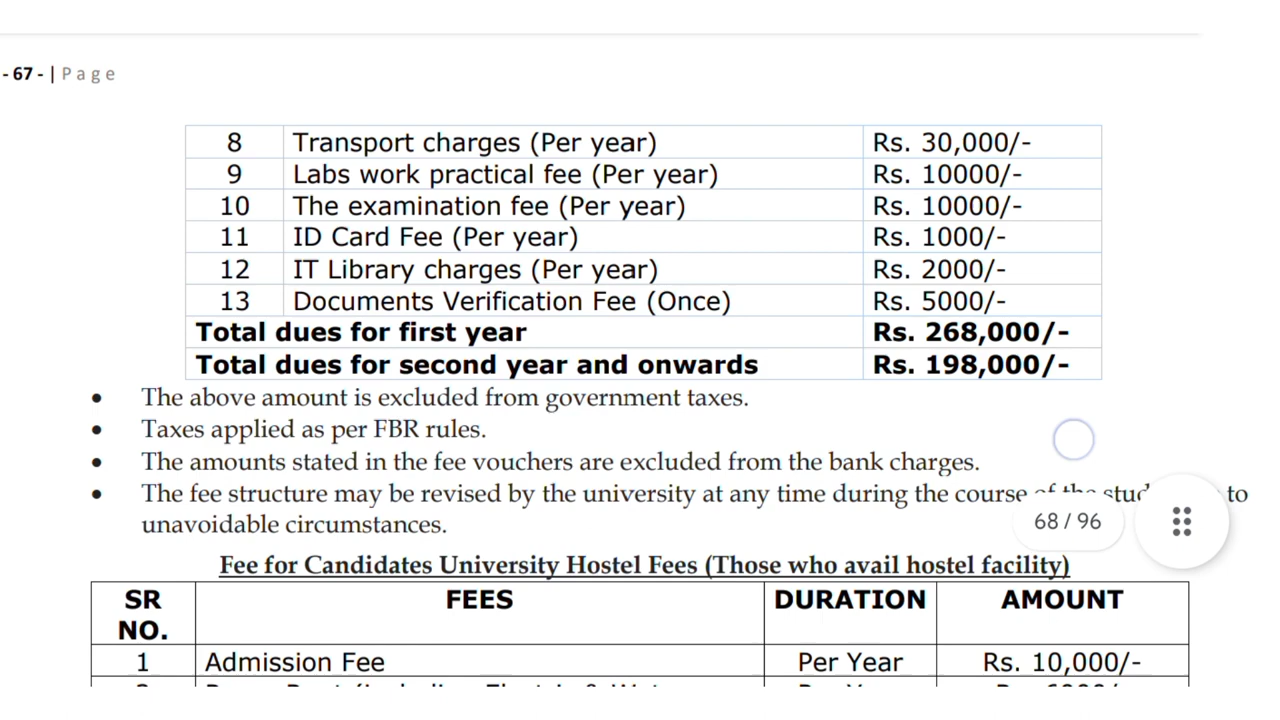 - 67 - | Page
8 Transport charges (Per year) Rs. 30,000/-
9 Labs work practical fee (Per year) Rs. 10000/-
10 The examination fee (Per year) Rs. 10000/-
11 ID Card Fee (Per year) Rs. 1000/-
12 IT Library charges (Per year) Rs. 2000/-
13 Documents Verification Fee (Once) Rs. 5000/-
Total dues for first year Rs. 268,000/-
Total dues for second year and onwards Rs. 198,000/-
• The above amount is excluded from government taxes.
• Taxes applied as per FBR rules.
• The amounts stated in the fee vouchers are excluded from the bank charges.
• The fee structure may be revised by the university at any time during the course of the to
unavoidable circumstances.
68 / 96
Fee for Candidates University Hostel Fees (Those who avail hostel facility)
SR NO. FEES DURATION AMOUNT
1 Admission Fee Per Year Rs. 10,000/-